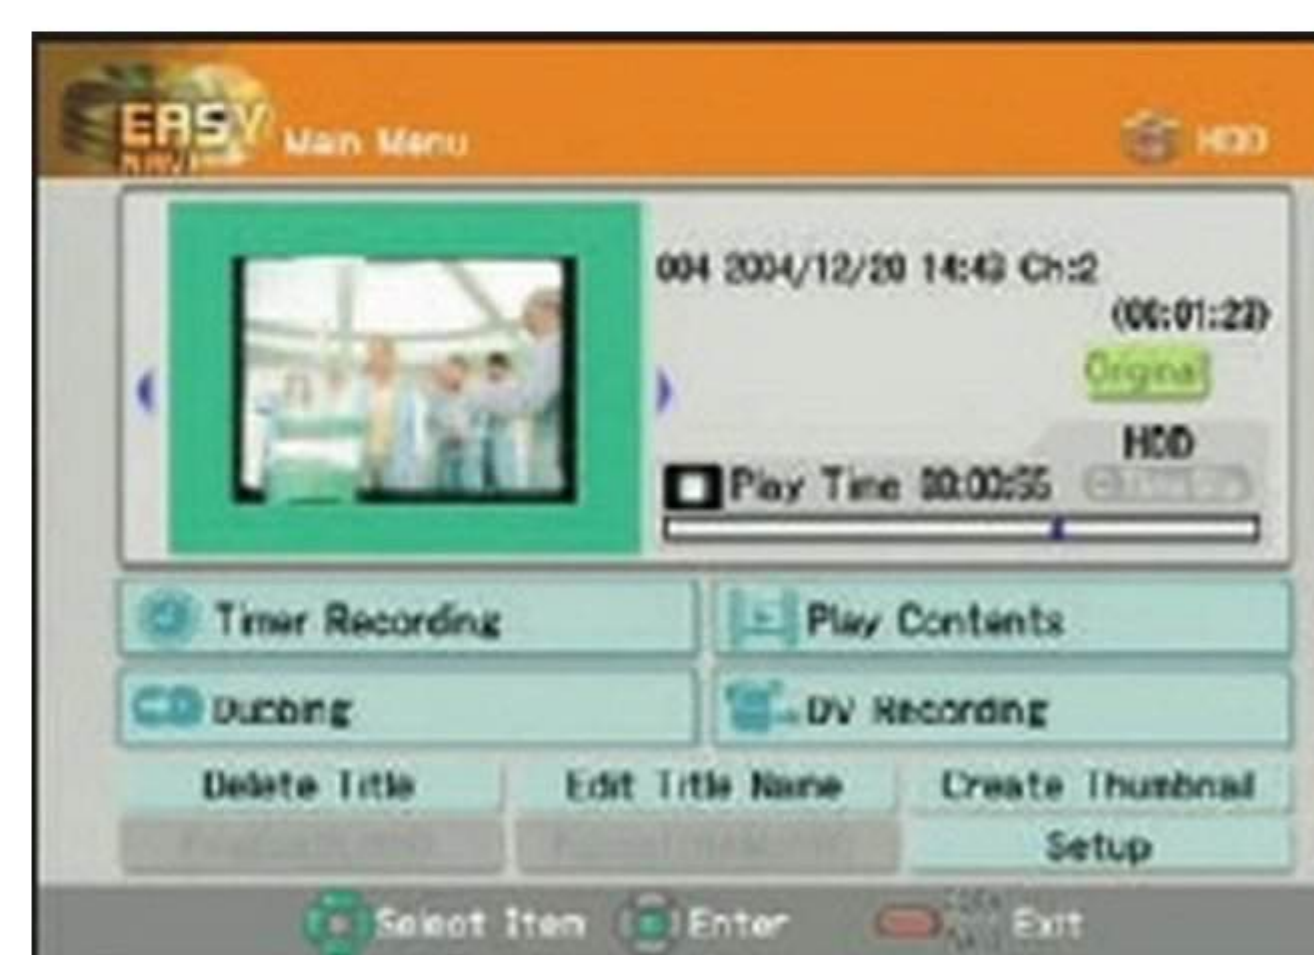 EASY
NAVI
Main Menu
HDD
004 2004/12/20 14:43 Ch:2
(00:01:23)
Original
HDD
Play Time 00:00:55
Timer Recording
Play Contents
Dubbing
DV Recording
Delete Title
Edit Title Name
Create Thumbnail
Setup
Select Item
Enter
Exit